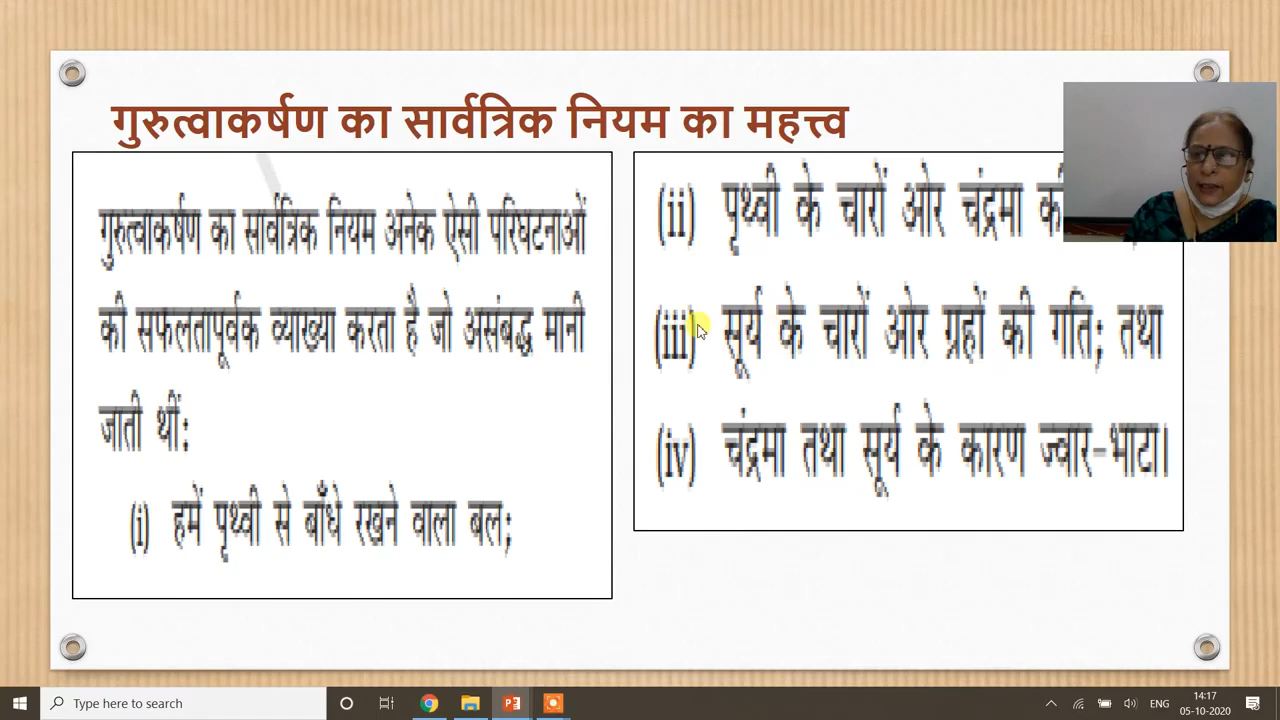 गुरुत्वाकर्षण का सार्वत्रिक नियम का महत्त्व
गुरुत्वाकर्षण का सार्वत्रिक नियम अनेक ऐसी परिघटनाओं
की सफलतापूर्वक व्याख्या करता है जो असंबद्ध मानी
जाती थीं:
(i) हमें पृथ्वी से बाँधे रखने वाला बल;
(ii) पृथ्वी के चारों ओर चंद्रमा की
(iii) सूर्य के चारों ओर ग्रहों की गति; तथा
(iv) चंद्रमा तथा सूर्य के कारण ज्वार-भाटा।
Type here to search
ENG
14:17
05-10-2020